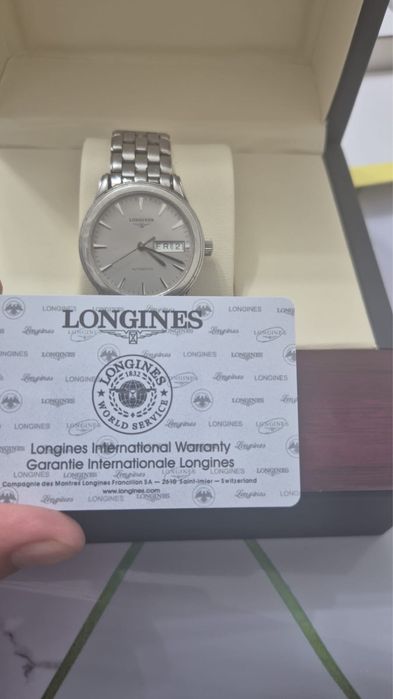 LONGINES
FRI 2
AUTOMATIC
LONGINES
LONGINES
1832
WORLD SERVICE
Longines International Warranty
Garantie Internationale Longines
Compagnie des Montres Longines Francillon SA – 2610 Saint-Imier – Switzerland
www.longines.com